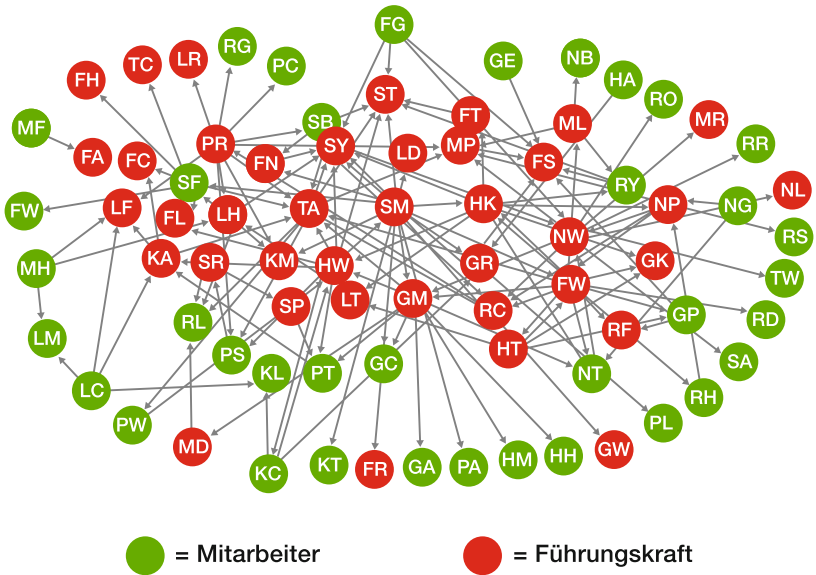 FG
GE
NB
RG
LR
TC
PC
FH
HA
RO
ST
FT
MR
MF
SB
ML
PR
SY
MP
RR
FA
FC
FN
LD
FS
SF
RY
NL
FW
LF
FL
LH
TA
SM
HK
NP
NG
NW
RS
MH
KA
SR
KM
HW
GR
GK
TW
FW
SP
LT
GM
RC
GP
RD
LM
RL
PS
HT
RF
SA
LC
KL
PT
GC
NT
RH
PW
PL
MD
KC
KT
FR
GA
PA
HM
HH
GW
= Mitarbeiter
= Führungskraft